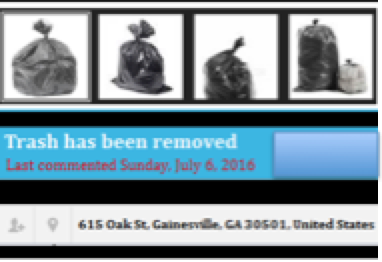 Trash has been removed
Last commented Sunday, July 6, 2016
615 Oak St, Gainesville, GA 30501, United States